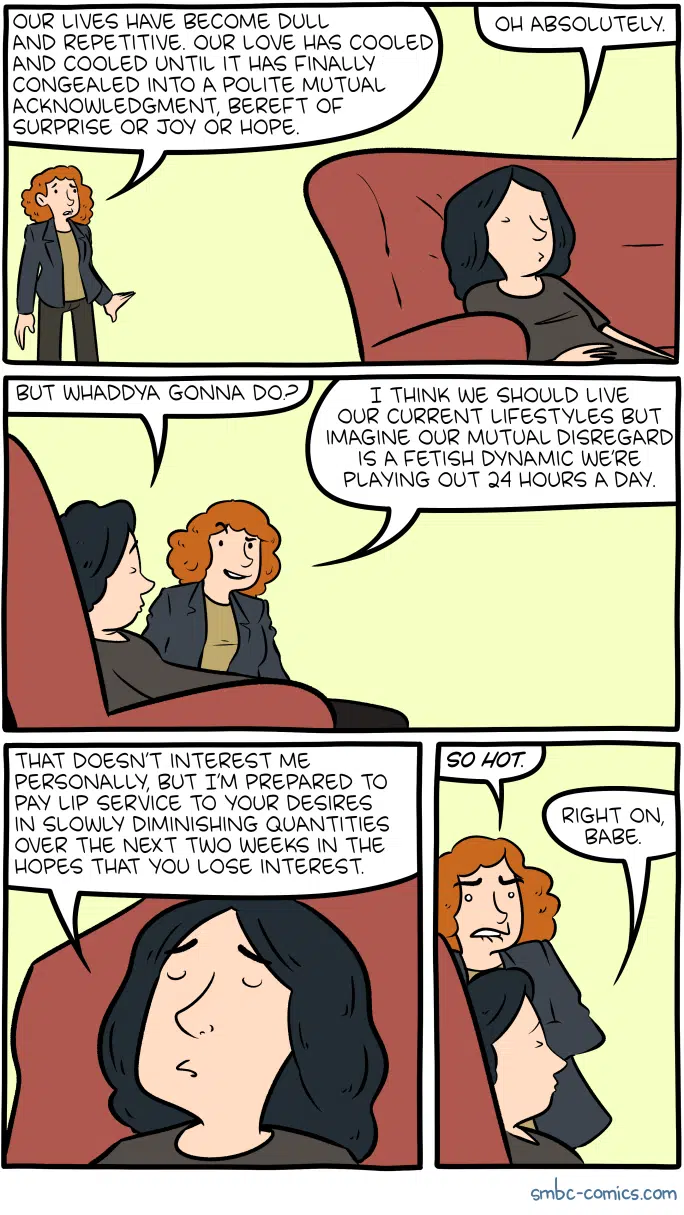 OUR LIVES HAVE BECOME DULL
AND REPETITIVE. OUR LOVE HAS COOLED
AND COOLED UNTIL IT HAS FINALLY
CONGEALED INTO A POLITE MUTUAL
ACKNOWLEDGMENT, BEREFT OF
SURPRISE OR JOY OR HOPE.
OH ABSOLUTELY.
BUT WHADDYA GONNA DO?
I THINK WE SHOULD LIVE
OUR CURRENT LIFESTYLES BUT
IMAGINE OUR MUTUAL DISREGARD
IS A FETISH DYNAMIC WE'RE
PLAYING OUT 24 HOURS A DAY.
THAT DOESN'T INTEREST ME
PERSONALLY, BUT I'M PREPARED TO
PAY LIP SERVICE TO YOUR DESIRES
IN SLOWLY DIMINISHING QUANTITIES
OVER THE NEXT TWO WEEKS IN THE
HOPES THAT YOU LOSE INTEREST.
SO HOT.
RIGHT ON,
BABE.
smbc-comics.com